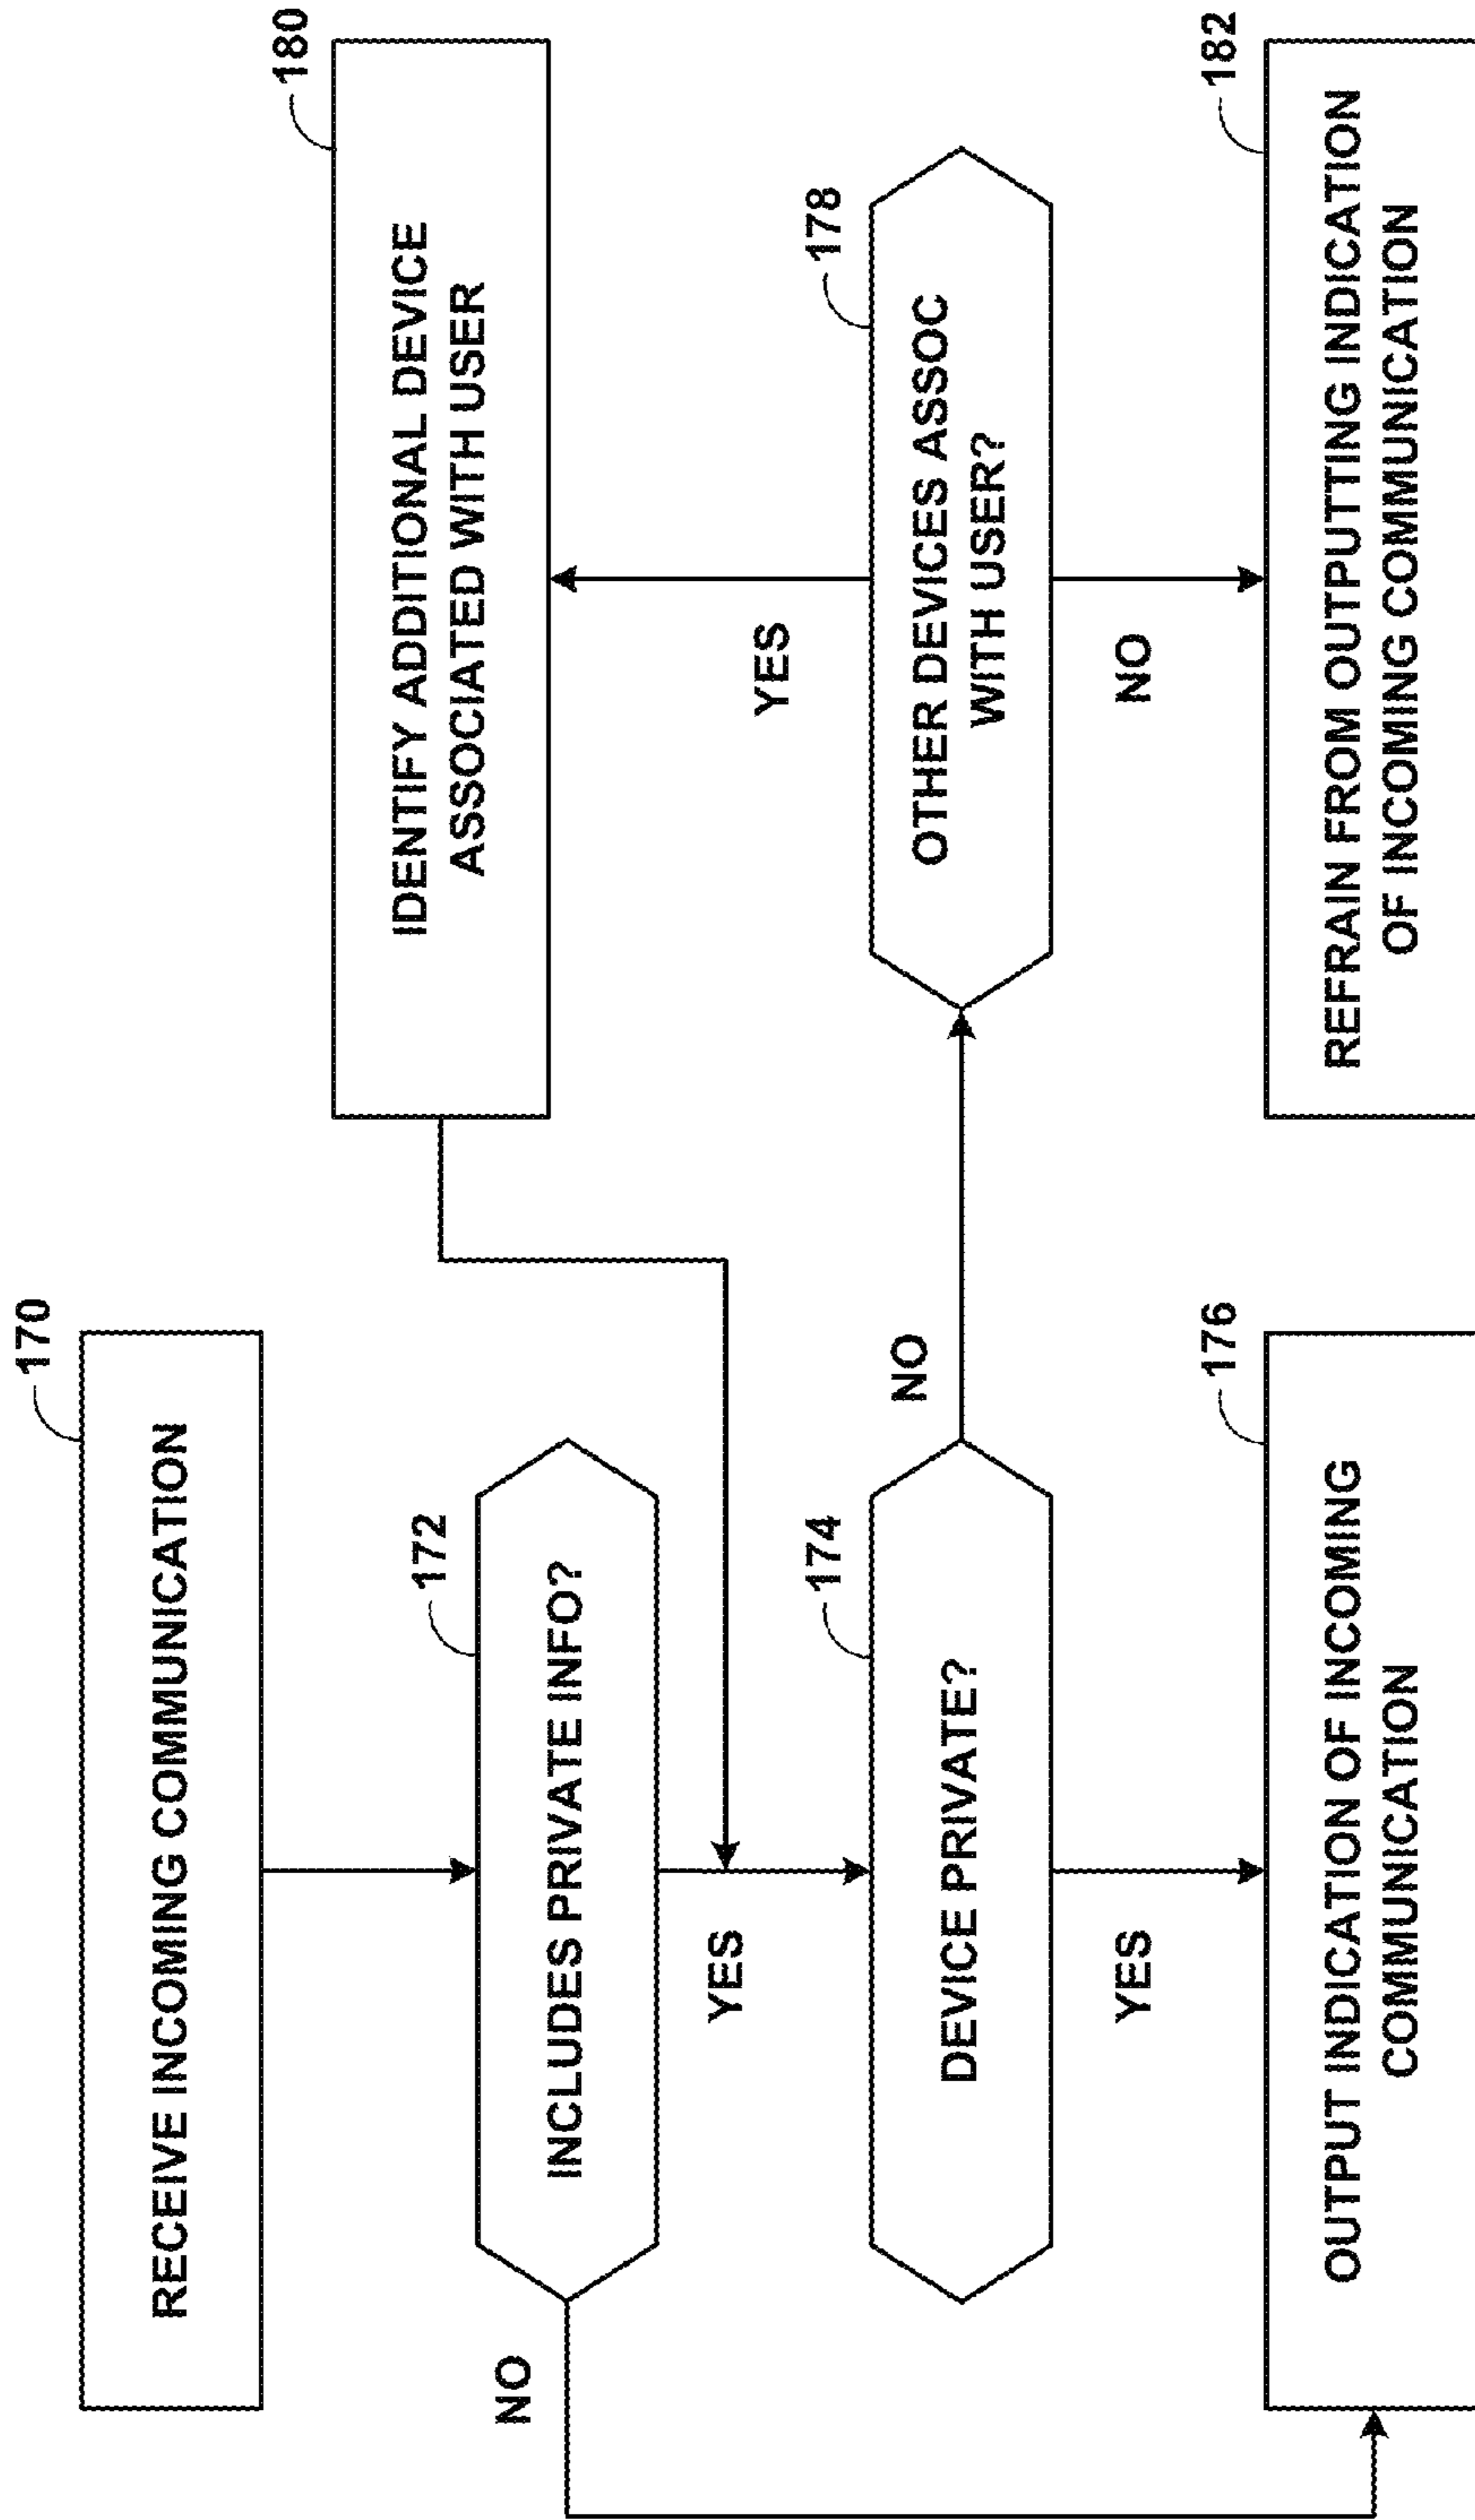 170
RECEIVE INCOMING COMMUNICATION
172
INCLUDES PRIVATE INFO?
NO
YES
174
DEVICE PRIVATE?
NO
YES
176
OUTPUT INDICATION OF INCOMING
COMMUNICATION
180
IDENTIFY ADDITIONAL DEVICE
ASSOCIATED WITH USER
YES
178
OTHER DEVICES ASSOC
WITH USER?
NO
182
REFRAIN FROM OUTPUTTING INDICATION
OF INCOMING COMMUNICATION